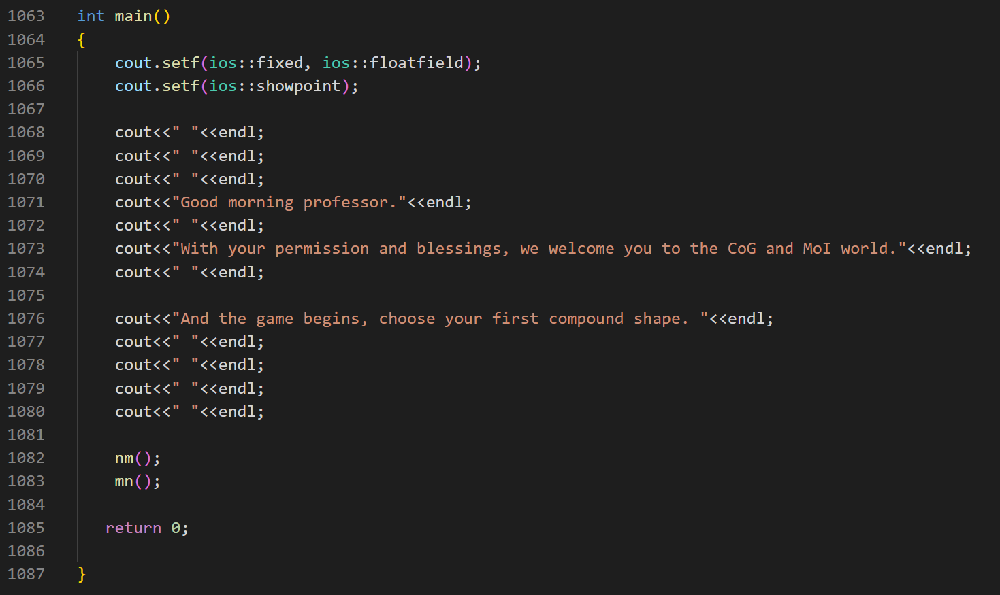 1063 int main()
1064 {
1065 cout.setf(ios::fixed, ios::floatfield);
1066 cout.setf(ios::showpoint);
1067
1068 cout<<" "<<endl;
1069 cout<<" "<<endl;
1070 cout<<" "<<endl;
1071 cout<<"Good morning professor."<<endl;
1072 cout<<" "<<endl;
1073 cout<<"With your permission and blessings, we welcome you to the CoG and MoI world."<<endl;
1074 cout<<" "<<endl;
1075
1076 cout<<"And the game begins, choose your first compound shape. "<<endl;
1077 cout<<" "<<endl;
1078 cout<<" "<<endl;
1079 cout<<" "<<endl;
1080 cout<<" "<<endl;
1081
1082 nm();
1083 mn();
1084
1085 return 0;
1086
1087 }